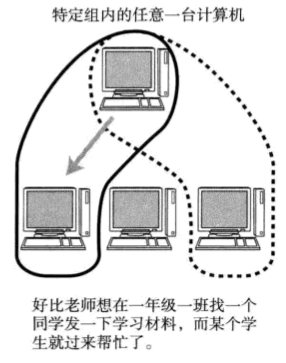 特定组内的任意一台计算机
好比老师想在一年级一班找一个
同学发一下学习材料，而某个学
生就过来帮忙了。